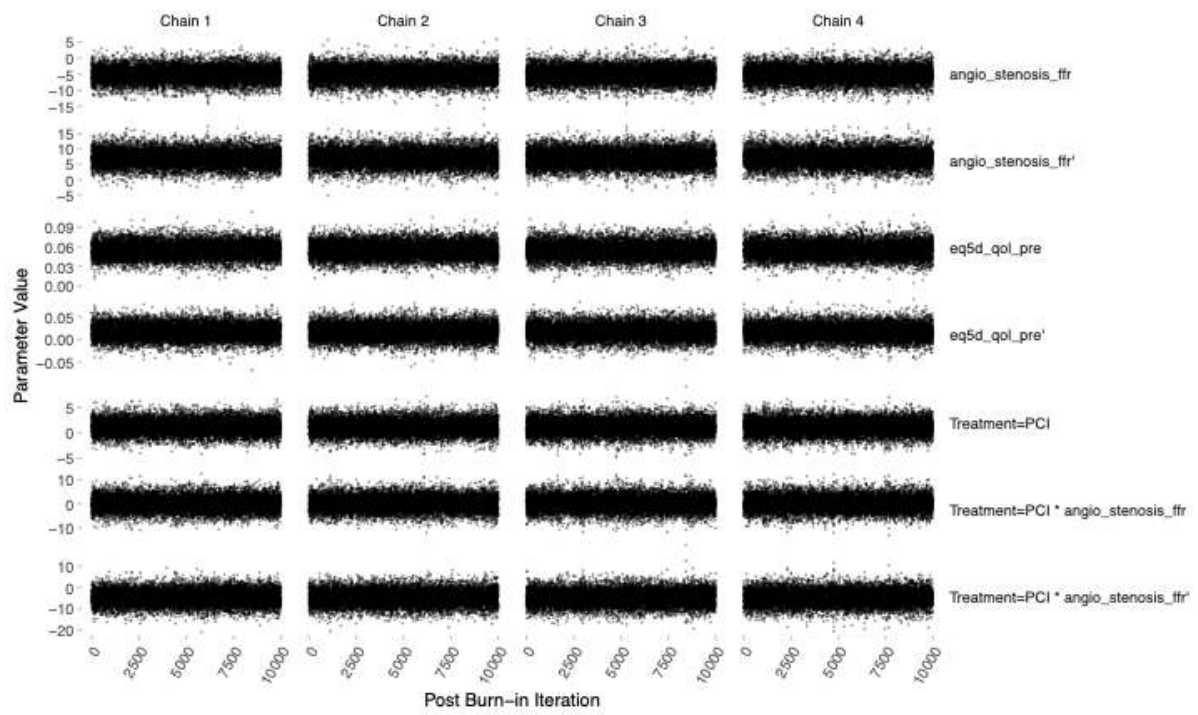 Chain 1 Chain 2 Chain 3 Chain 4
5
0
−5
−10
−15
angio_stenosis_ffr
15
10
5
0
−5
angio_stenosis_ffr'
0.09
0.06
0.03
0.00
eq5d_qol_pre
0.05
0.00
−0.05
eq5d_qol_pre'
5
0
−5
Treatment=PCI
10
0
−10
Treatment=PCI * angio_stenosis_ffr
10
0
−10
−20
Treatment=PCI * angio_stenosis_ffr'
Parameter Value
0 2500 5000 7500 10000 0 2500 5000 7500 10000 0 2500 5000 7500 10000 0 2500 5000 7500 10000
Post Burn−in Iteration